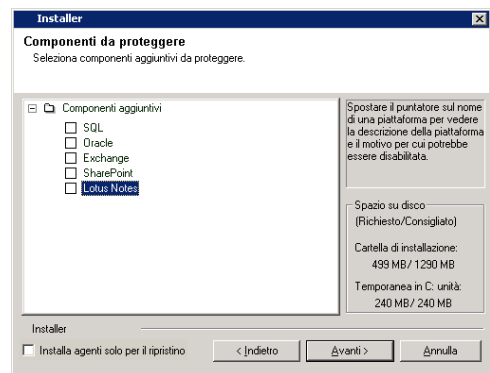 Installer
Componenti da proteggere
Seleziona componenti aggiuntivi da proteggere.
Componenti aggiuntivi
SQL
Oracle
Exchange
SharePoint
Lotus Notes
Spostare il puntatore sul nome
di una piattaforma per vedere
la descrizione della piattaforma
e il motivo per cui potrebbe
essere disabilitata.
Spazio su disco
(Richiesto/Consigliato)
Cartella di installazione:
499 MB/ 1290 MB
Temporanea in C: unità:
240 MB/ 240 MB
Installer
Installa agenti solo per il ripristino
< Indietro
Avanti >
Annulla